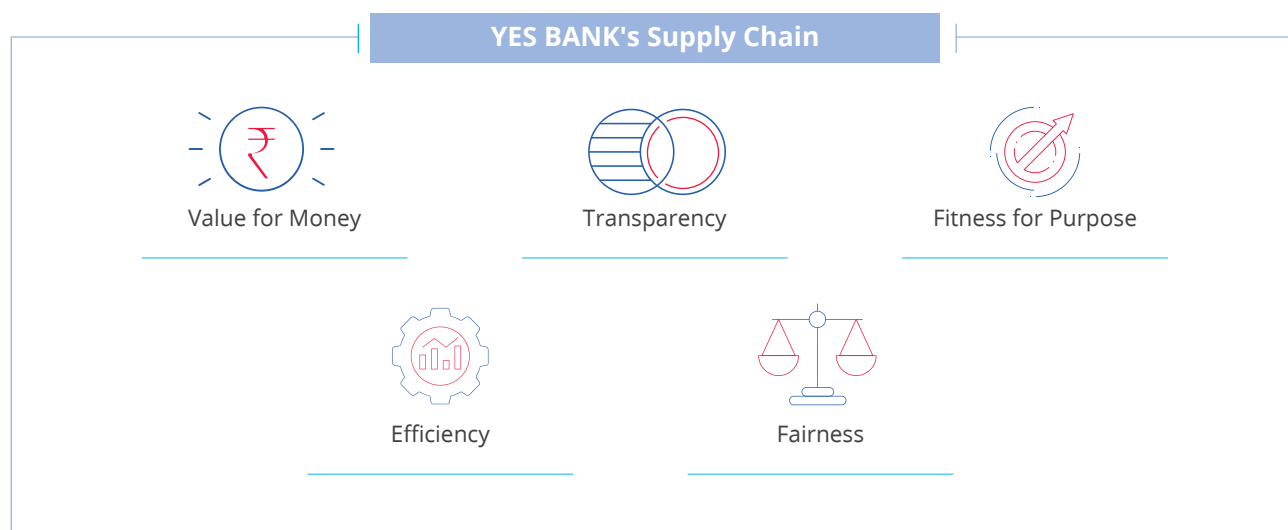 YES BANK's Supply Chain
₹
Value for Money
Transparency
Fitness for Purpose
Efficiency
Fairness